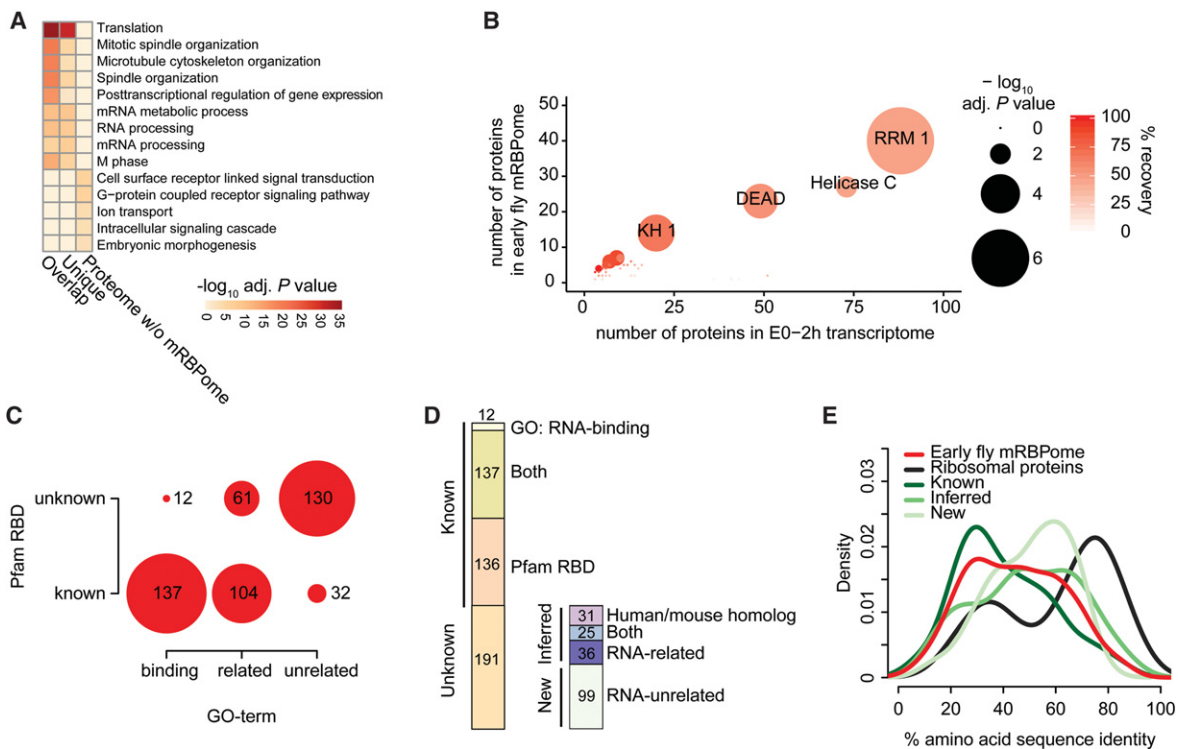 A
Translation
Mitotic spindle organization
Microtubule cytoskeleton organization
Spindle organization
Posttranscriptional regulation of gene expression
mRNA metabolic process
RNA processing
mRNA processing
M phase
Cell surface receptor linked signal transduction
G-protein coupled receptor signaling pathway
Ion transport
Intracellular signaling cascade
Embryonic morphogenesis
Overlap
Unique
Proteome w/o mRBPome
-log10 adj. P value
0 5 10 15 20 25 30 35
B
number of proteins
in early fly mRBPome
50
40
30
20
10
0
RRM 1
Helicase C
DEAD
KH 1
0 25 50 75 100
number of proteins in E0-2h transcriptome
− log10
adj. P value
0
2
4
6
100
80
60
40
20
0
% recovery
C
Pfam RBD
unknown
known
12 61 130
137 104 32
binding related unrelated
GO-term
D
Known
Unknown
12
GO: RNA-binding
137 Both
136 Pfam RBD
191
Inferred
New
31 Human/mouse homolog
25 Both
36 RNA-related
99 RNA-unrelated
E
Early fly mRBPome
Ribosomal proteins
Known
Inferred
New
Density
0.03
0.02
0.01
0
0 20 40 60 80 100
% amino acid sequence identity